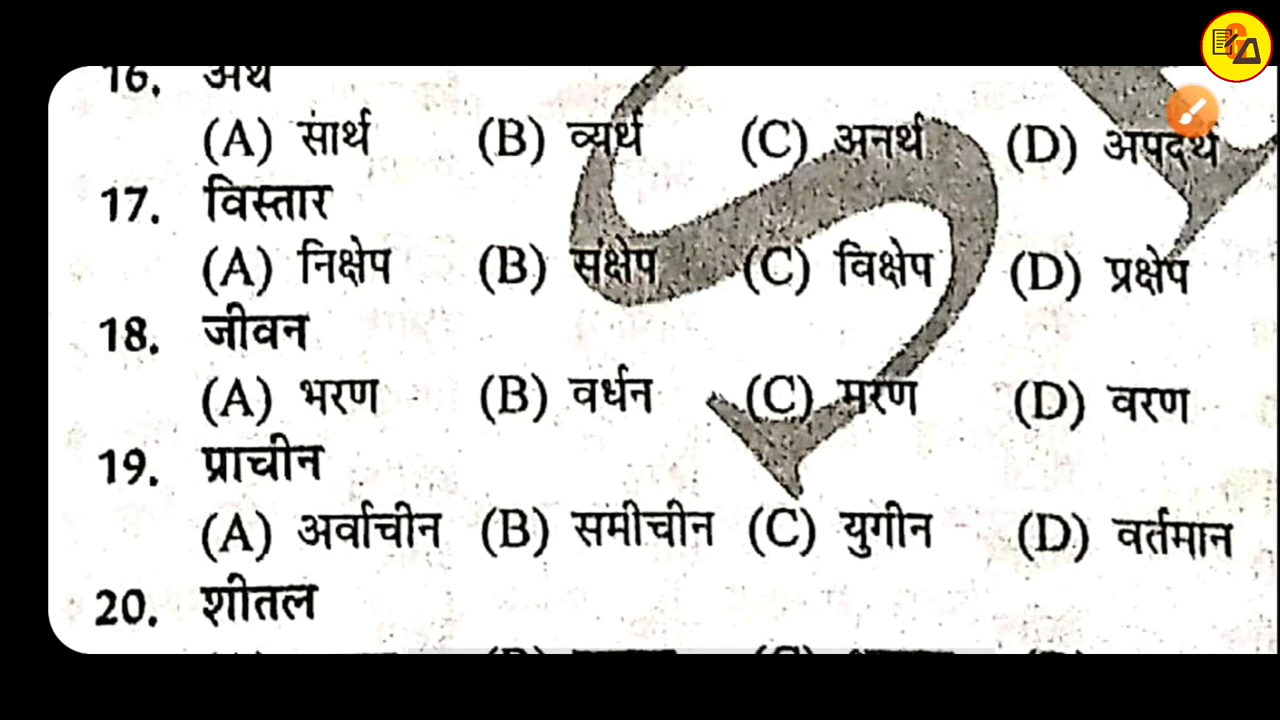 16. अर्थ
(A) सार्थ (B) व्यर्थ (C) अनर्थ (D) अपदर्थ
17. विस्तार
(A) निक्षेप (B) संक्षेप (C) विक्षेप (D) प्रक्षेप
18. जीवन
(A) भरण (B) वर्धन (C) मरण (D) वरण
19. प्राचीन
(A) अर्वाचीन (B) समीचीन (C) युगीन (D) वर्तमान
20. शीतल